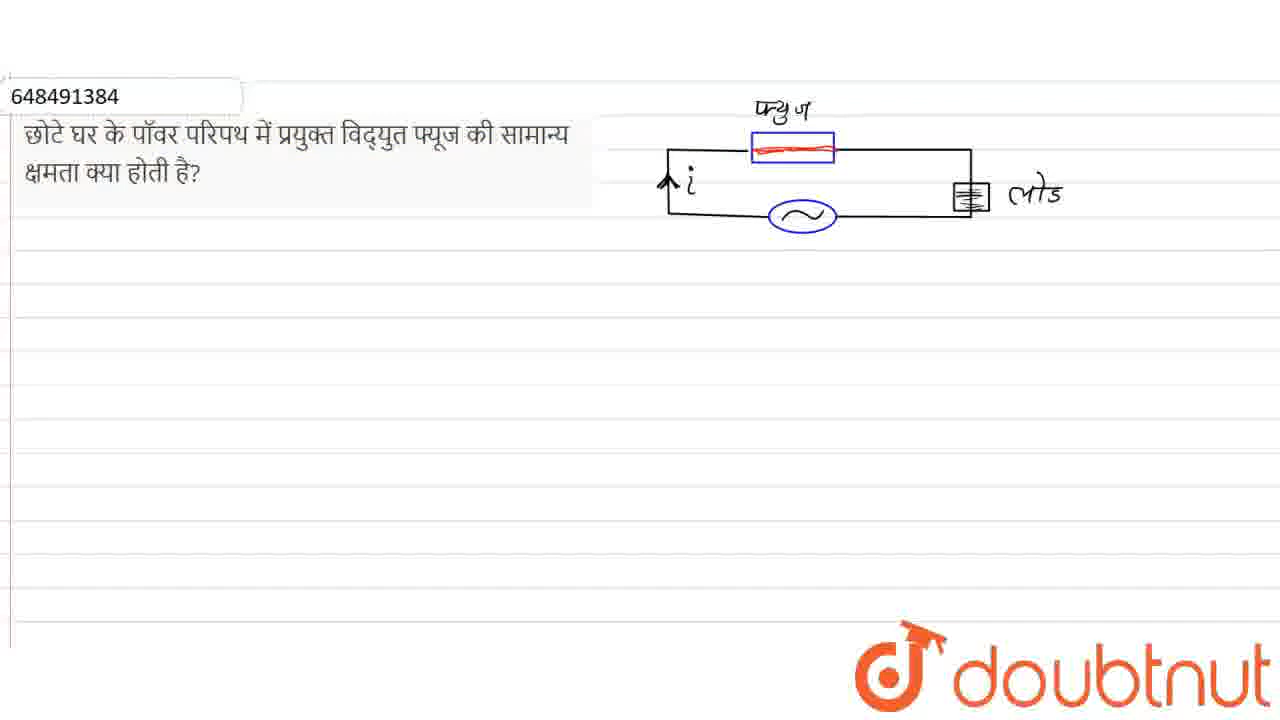 648491384
छोटे घर के पॉवर परिपथ में प्रयुक्त विद्युत फ्यूज की सामान्य
क्षमता क्या होती है?
फ्युज
i
लोड
doubtnut